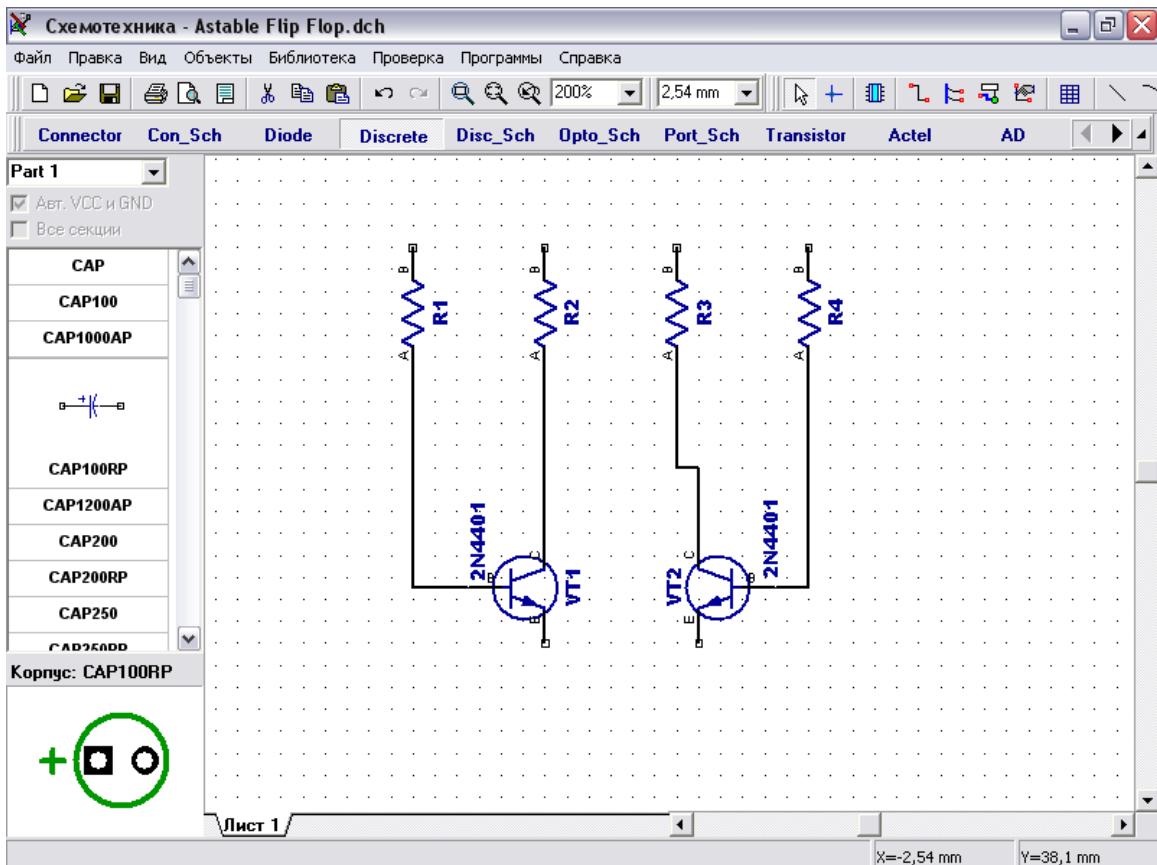 Схемотехника - Astable Flip Flop.dch
Файл Правка Вид Объекты Библиотека Проверка Программы Справка
200% 2,54 mm
Connector Con_Sch Diode Discrete Disc_Sch Opto_Sch Port_Sch Transistor Actel AD
Part 1
Авт. VCC и GND
Все секции
CAP
CAP100
CAP1000AP
CAP100RP
CAP1200AP
CAP200
CAP200RP
CAP250
CAP250RP
Корпус: CAP100RP
B B B B
R1 R2 R3 R4
A A A A
2N4401 2N4401
C C
B B
VT1 VT2
E E
Лист 1
X=-2,54 mm Y=38,1 mm